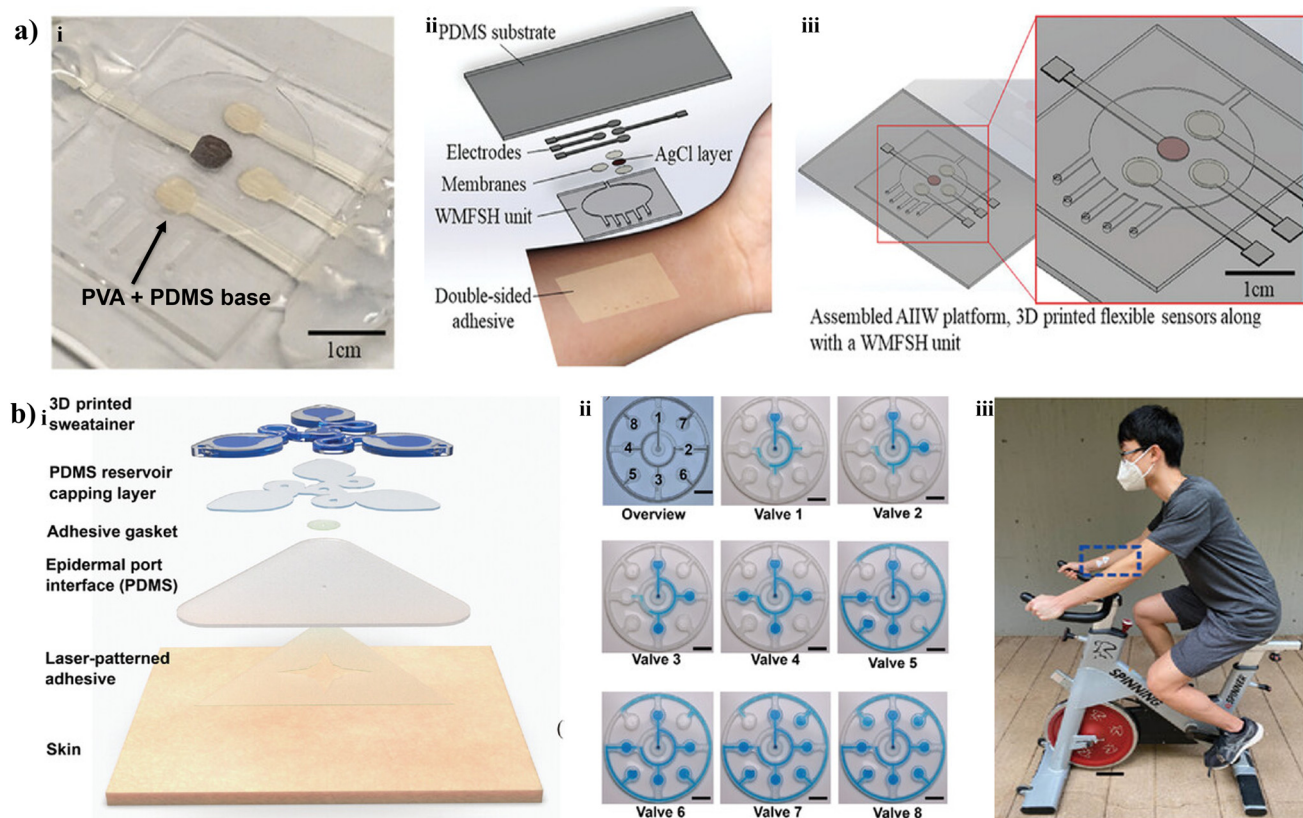 a)
i
PVA + PDMS base
1cm
ii
PDMS substrate
Electrodes
AgCl layer
Membranes
WMFSH unit
Double-sided
adhesive
iii
1cm
Assembled AIIW platform, 3D printed flexible sensors along
with a WMFSH unit
b)
i
3D printed
sweatainer
PDMS reservoir
capping layer
Adhesive gasket
Epidermal port
interface (PDMS)
Laser-patterned
adhesive
Skin
(
ii
8 1 7
4 2
5 3 6
Overview
Valve 1
Valve 2
Valve 3
Valve 4
Valve 5
Valve 6
Valve 7
Valve 8
iii
SPINNING
SPINNER